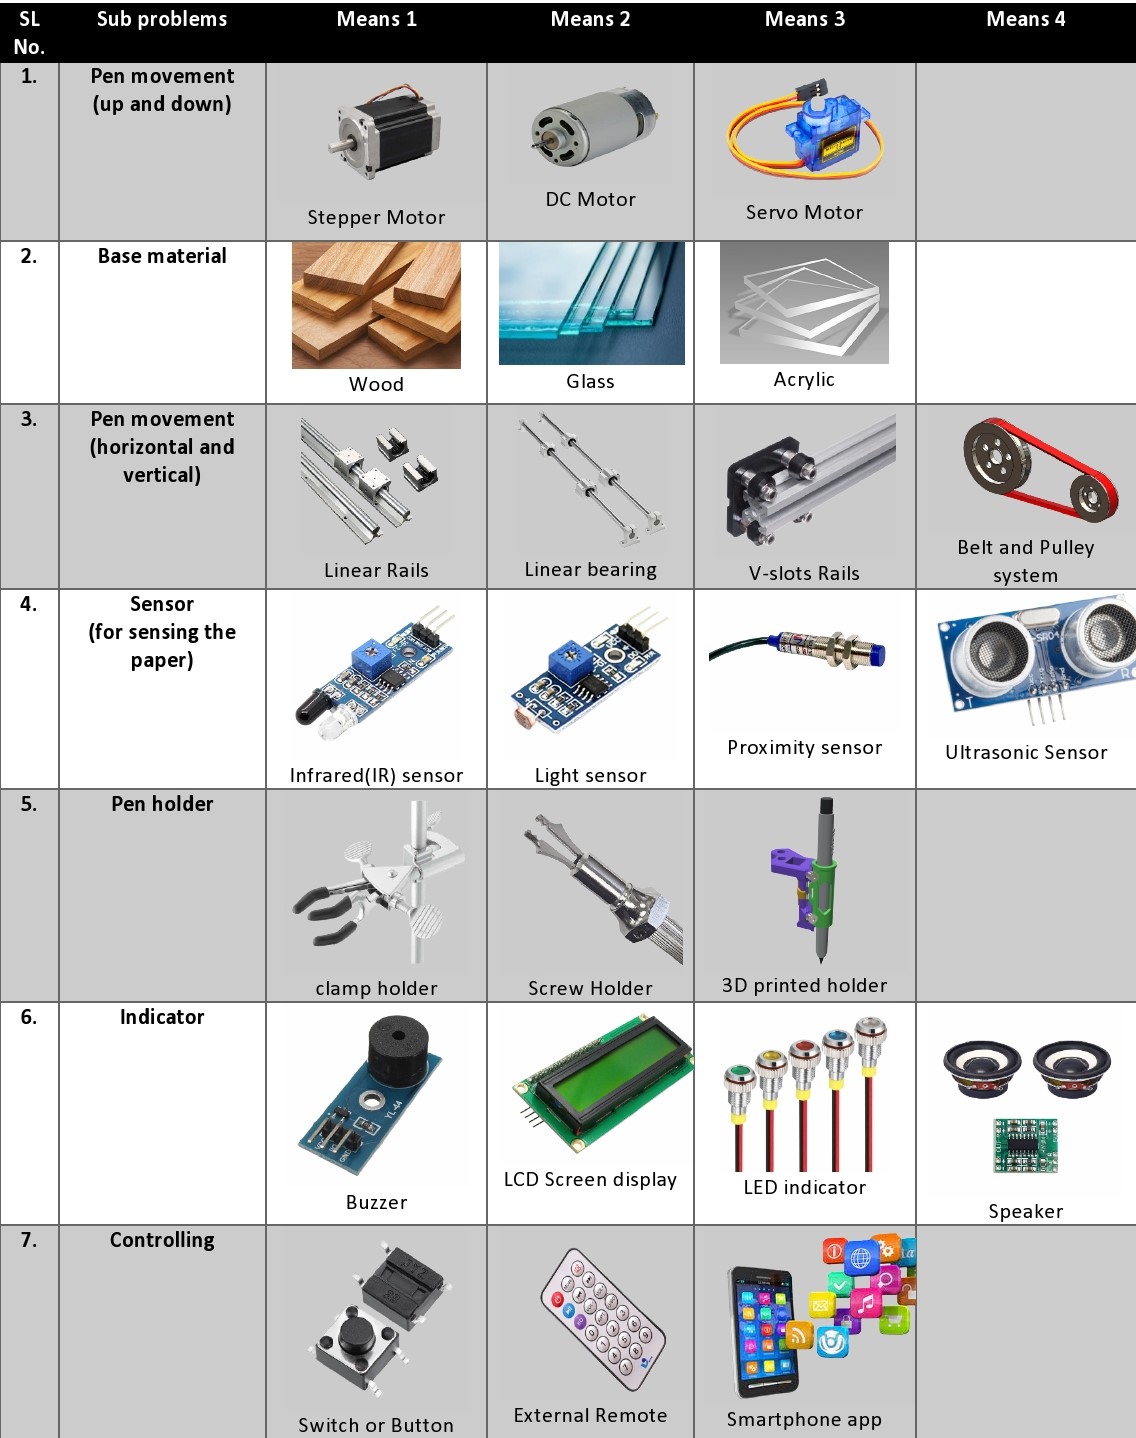 SL No.
Sub problems
Means 1
Means 2
Means 3
Means 4
1.
Pen movement
(up and down)
Stepper Motor
DC Motor
Servo Motor
2.
Base material
Wood
Glass
Acrylic
3.
Pen movement
(horizontal and
vertical)
Linear Rails
Linear bearing
V-slots Rails
Belt and Pulley
system
4.
Sensor
(for sensing the
paper)
Infrared(IR) sensor
Light sensor
Proximity sensor
T
R
Ultrasonic Sensor
5.
Pen holder
clamp holder
Screw Holder
3D printed holder
6.
Indicator
YL-44
GND
Buzzer
LCD Screen display
LED indicator
Speaker
7.
Controlling
Switch or Button
External Remote
Smartphone app